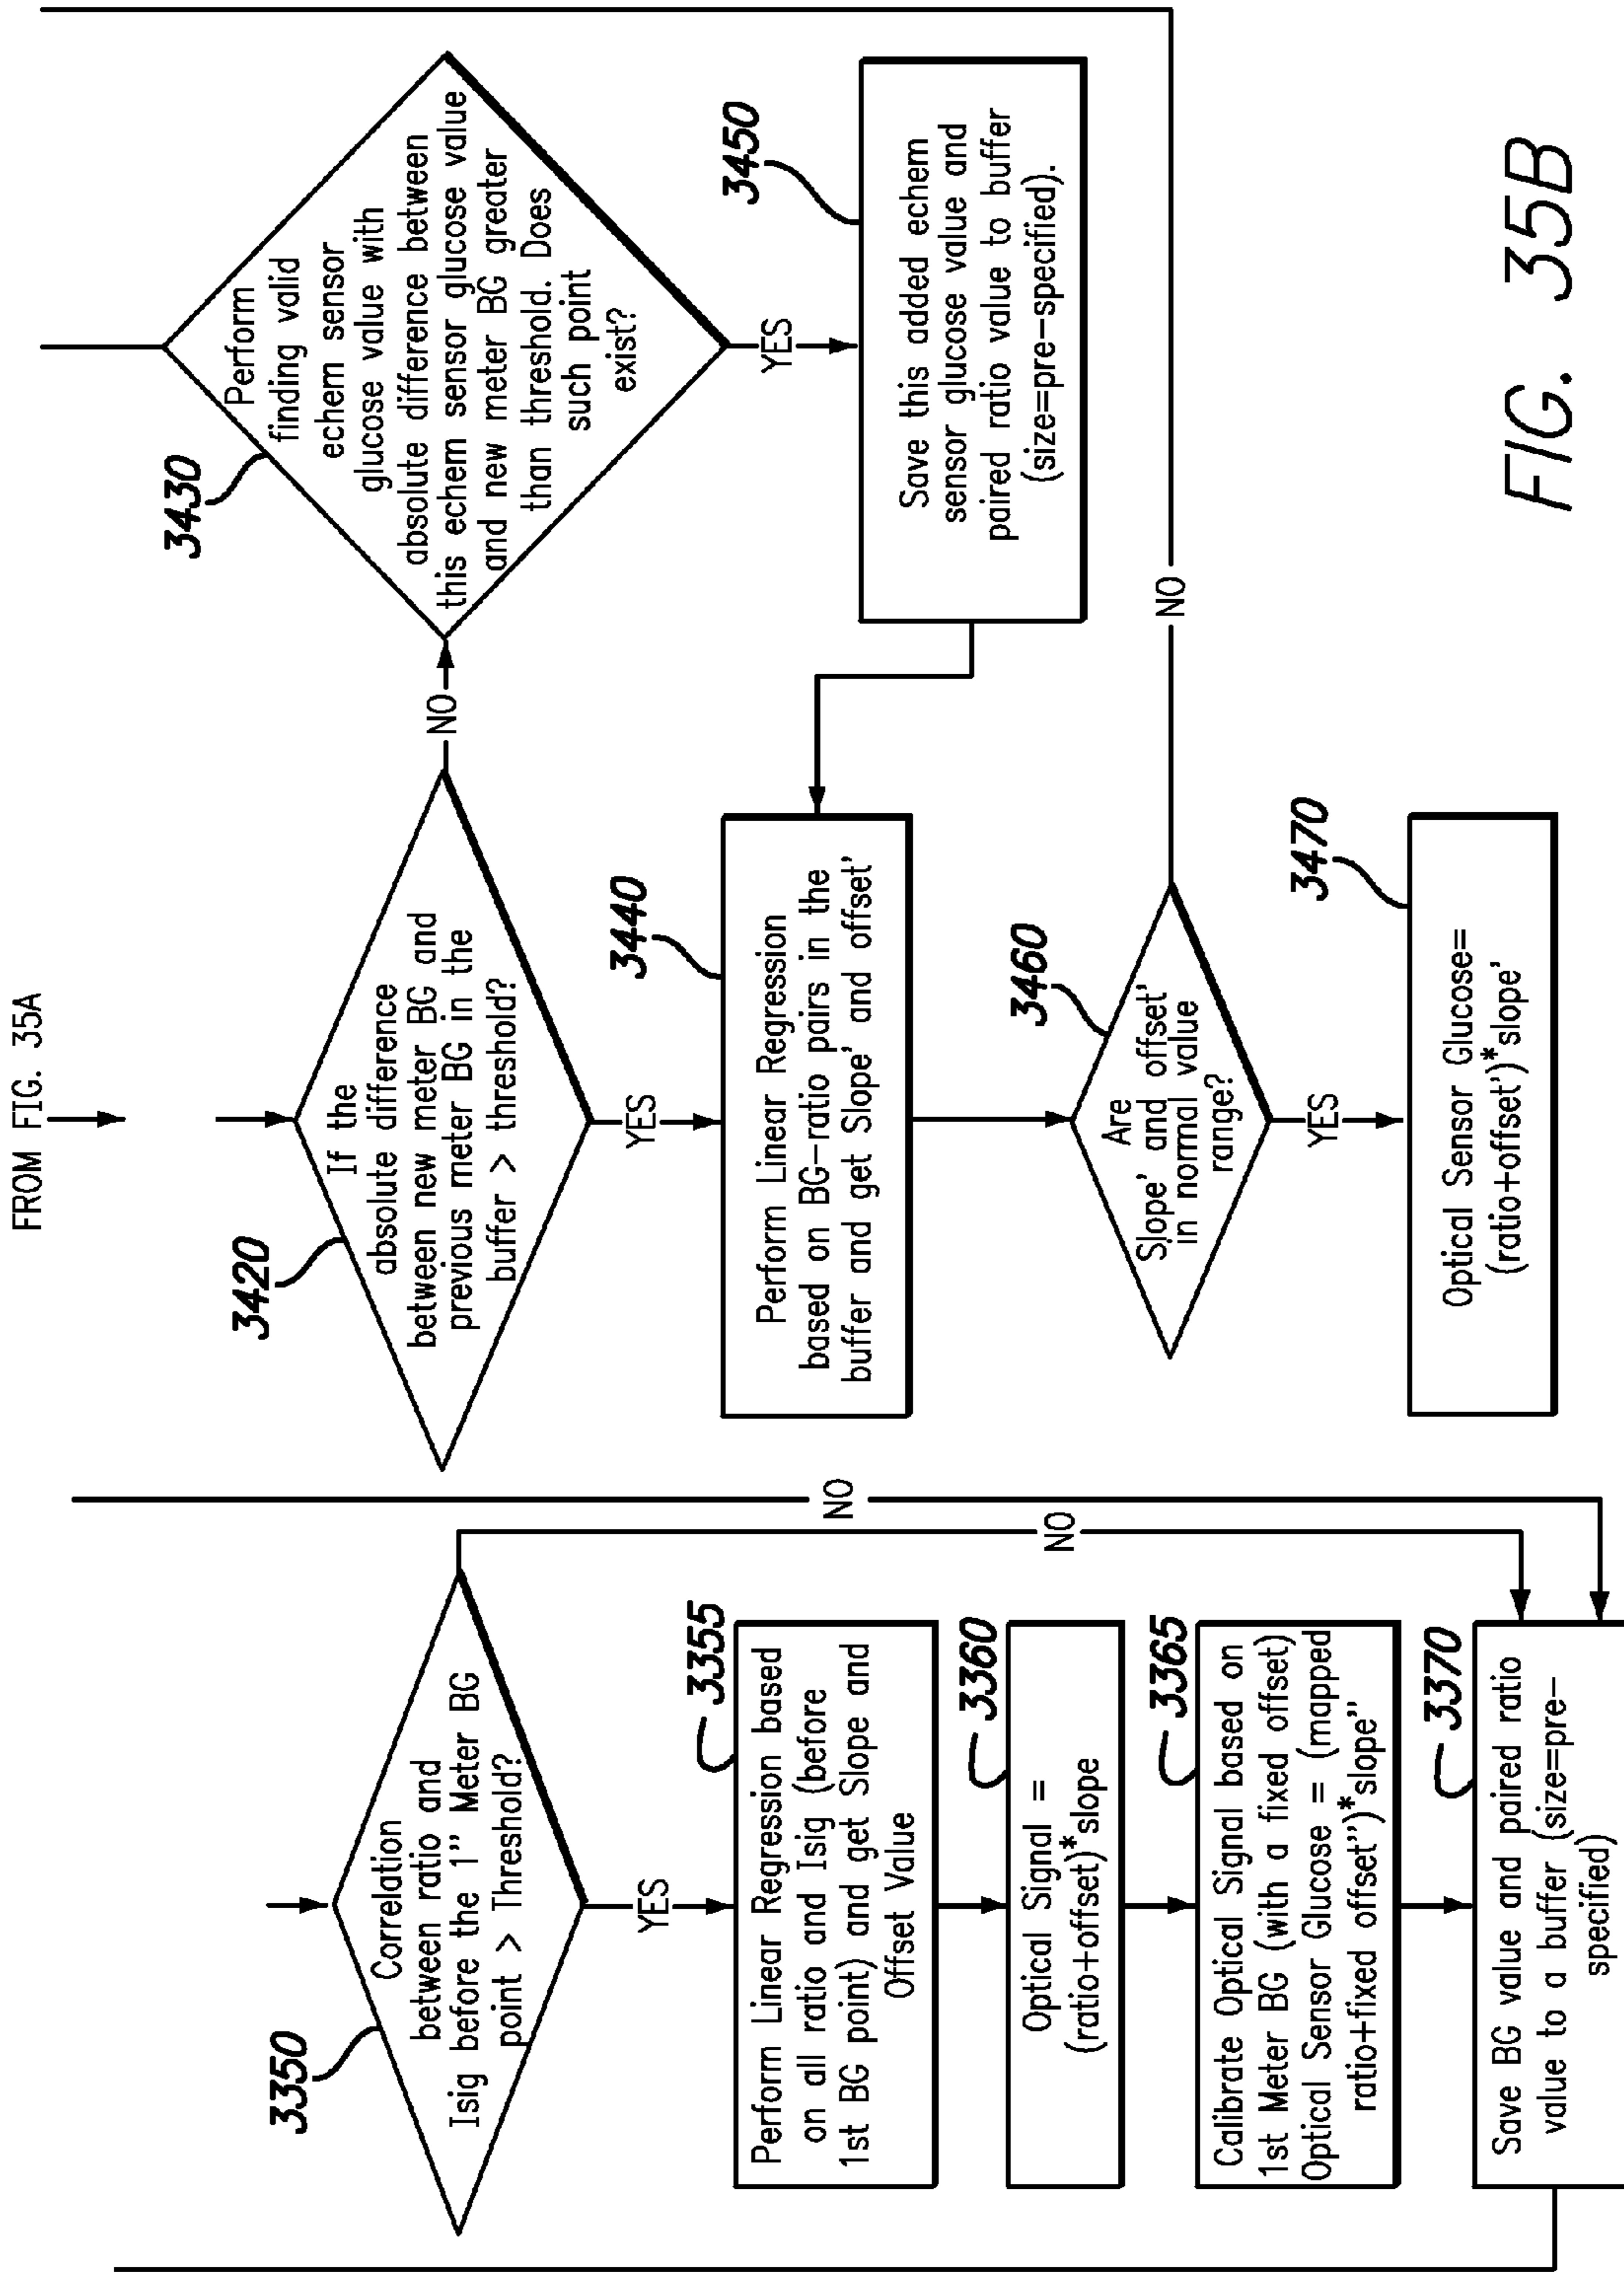 FROM FIG. 35A
3350
Correlation
between ratio and
Isig before the 1" Meter BG
point > Threshold?
NO
YES
3355
Perform Linear Regression based
on all ratio and Isig (before
1st BG point) and get Slope and
Offset Value
3360
Optical Signal =
(ratio+offset)*slope
3365
Calibrate Optical Signal based on
1st Meter BG (with a fixed offset)
Optical Sensor Glucose = (mapped
ratio+fixed offset")*slope"
NO
3370
Save BG value and paired ratio
value to a buffer (size=pre-
specified)
3420
If the
absolute difference
between new meter BG and
previous meter BG in the
buffer > threshold?
NO
YES
3430
Perform
finding valid
echem sensor
glucose value with
absolute difference between
this echem sensor glucose value
and new meter BG greater
than threshold. Does
such point
exist?
YES
3440
Perform Linear Regression
based on BG-ratio pairs in the
buffer and get Slope' and offset'
3450
Save this added echem
sensor glucose value and
paired ratio value to buffer
(size=pre-specified).
3460
Are
Slope' and offset'
in normal value
range?
NO
YES
3470
Optical Sensor Glucose=
(ratio+offset')*slope'
FIG. 35B